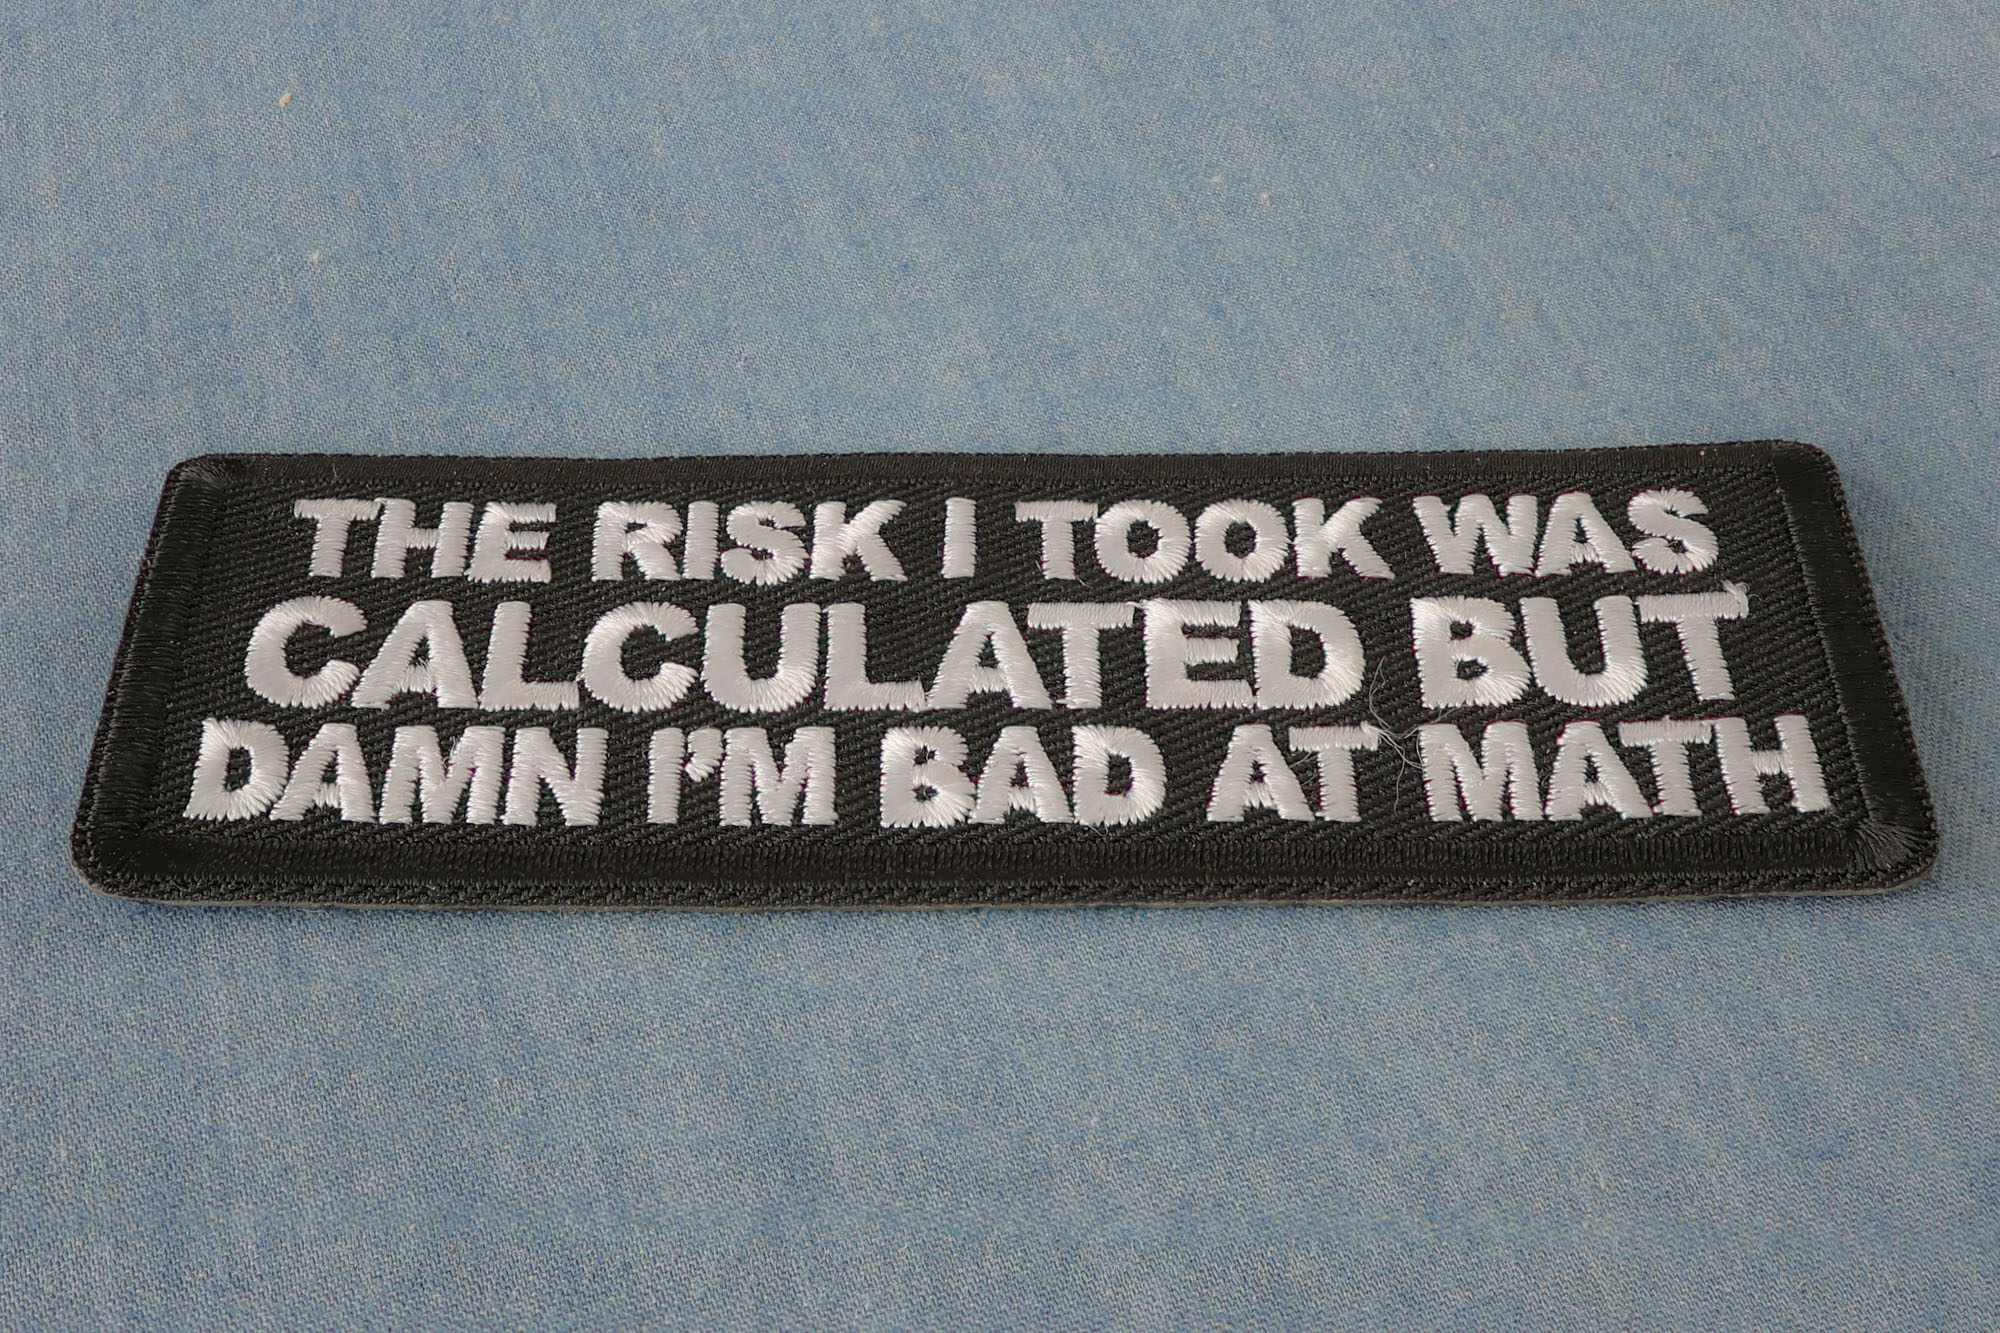 THE RISK I TOOK WAS
CALCULATED BUT
DAMN I'M BAD AT MATH